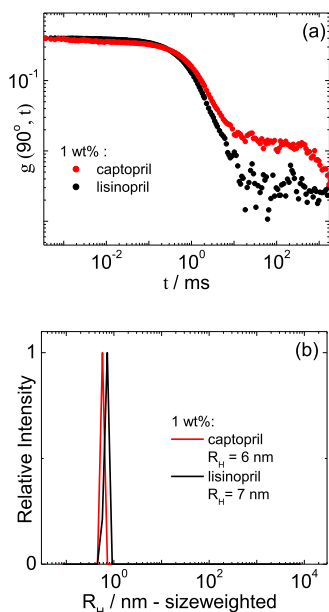 (a)
10⁻¹
g (90°, t)
1 wt% :
captopril
lisinopril
10⁻² 10⁰ 10²
t / ms
(b)
1
Relative Intensity
1 wt%:
captopril
R_H = 6 nm
lisinopril
R_H = 7 nm
0
10⁰ 10² 10⁴
R_H / nm - sizeweighted